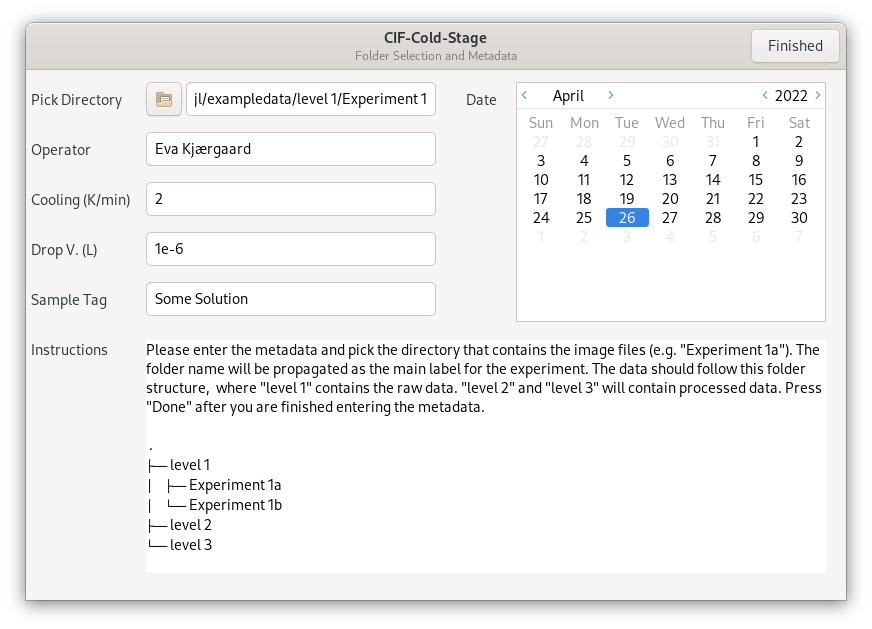 CIF-Cold-Stage
Folder Selection and Metadata
Finished
Pick Directory
jl/exampledata/level 1/Experiment 1
Operator
Eva Kjærgaard
Cooling (K/min)
2
Drop V. (L)
1e-6
Sample Tag
Some Solution
Date
April 2022
Sun Mon Tue Wed Thu Fri Sat
27 28 29 30 31 1 2
3 4 5 6 7 8 9
10 11 12 13 14 15 16
17 18 19 20 21 22 23
24 25 26 27 28 29 30
1 2 3 4 5 6 7
Instructions
Please enter the metadata and pick the directory that contains the image files (e.g. "Experiment 1a"). The
folder name will be propagated as the main label for the experiment. The data should follow this folder
structure,  where "level 1" contains the raw data. "level 2" and "level 3" will contain processed data. Press
"Done" after you are finished entering the metadata.
.
├── level 1
│   ├── Experiment 1a
│   └── Experiment 1b
├── level 2
└── level 3